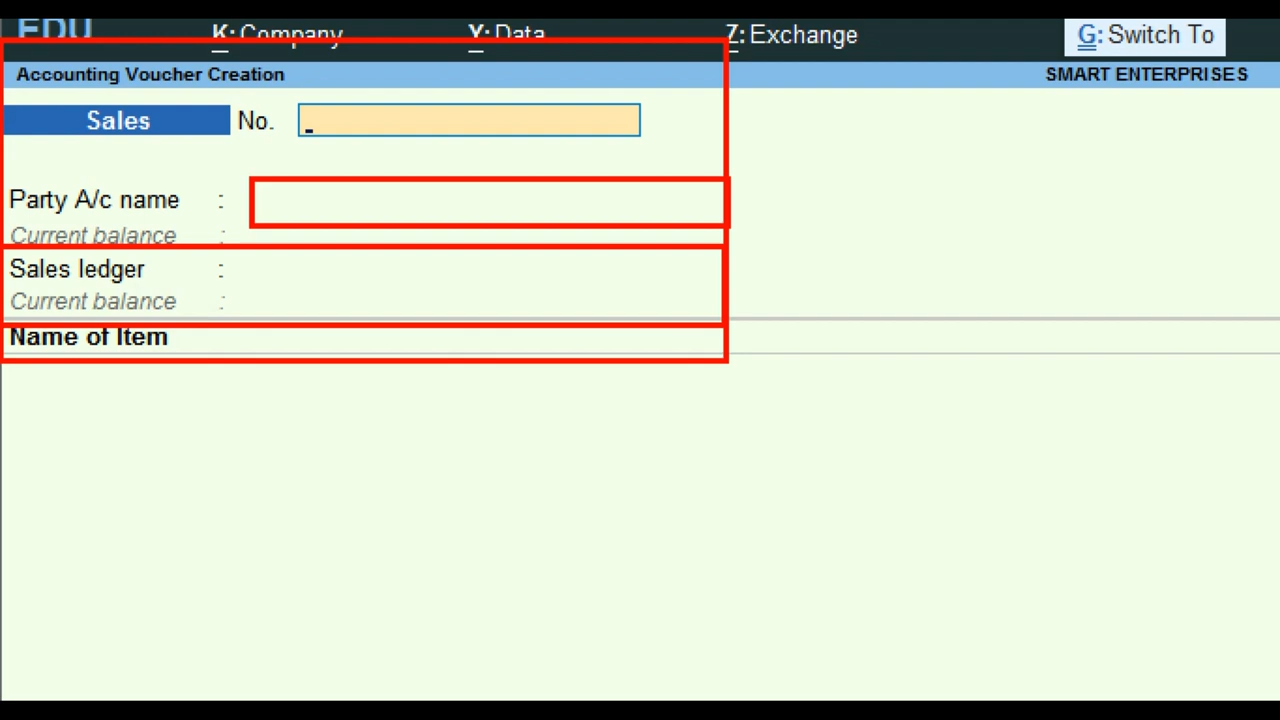 EDU K: Company Y: Data Z: Exchange G: Switch To
Accounting Voucher Creation SMART ENTERPRISES
Sales No.
Party A/c name :
Current balance :
Sales ledger :
Current balance :
Name of Item